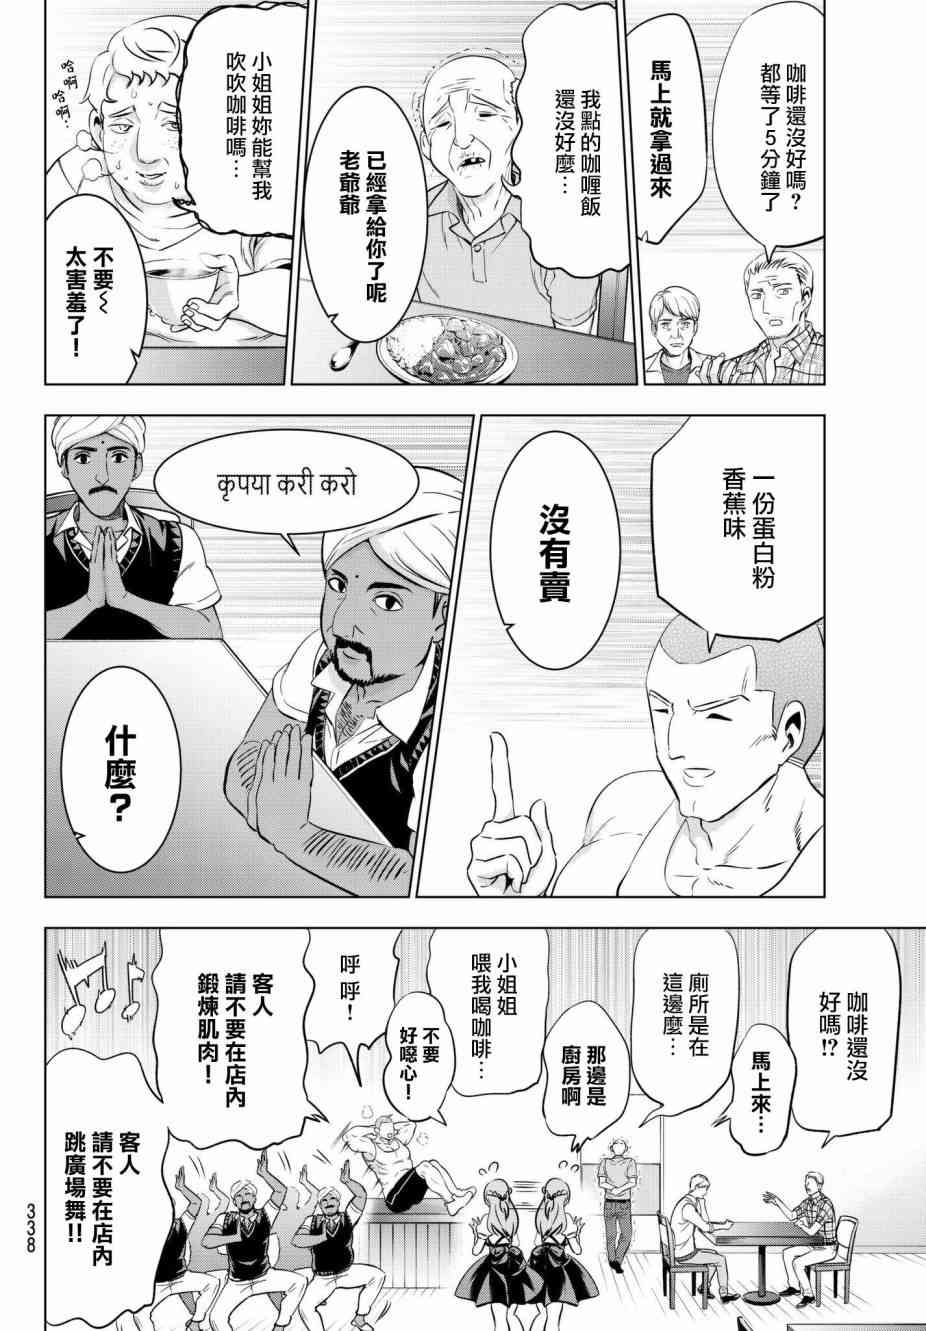 咖啡還沒好嗎?
都等了5分鐘了
馬上就拿過來
我點的咖喱飯
還沒好麼…
已經拿給你了呢
老爺爺
小姐姐妳能幫我
吹吹咖啡嗎…
哈啊
哈啊…
不要～
太害羞了!
一份蛋白粉
香蕉味
沒有賣
कृपया करी करो
什麼?
咖啡還沒
好嗎!?
馬上來…
廁所是在
這邊麼…
那邊是
廚房啊
小姐姐
喂我喝咖啡…
不要
好噁心!
呼
呼!
客人
請不要在店內
鍛煉肌肉!
客人
請不要在店內
跳廣場舞!!
338